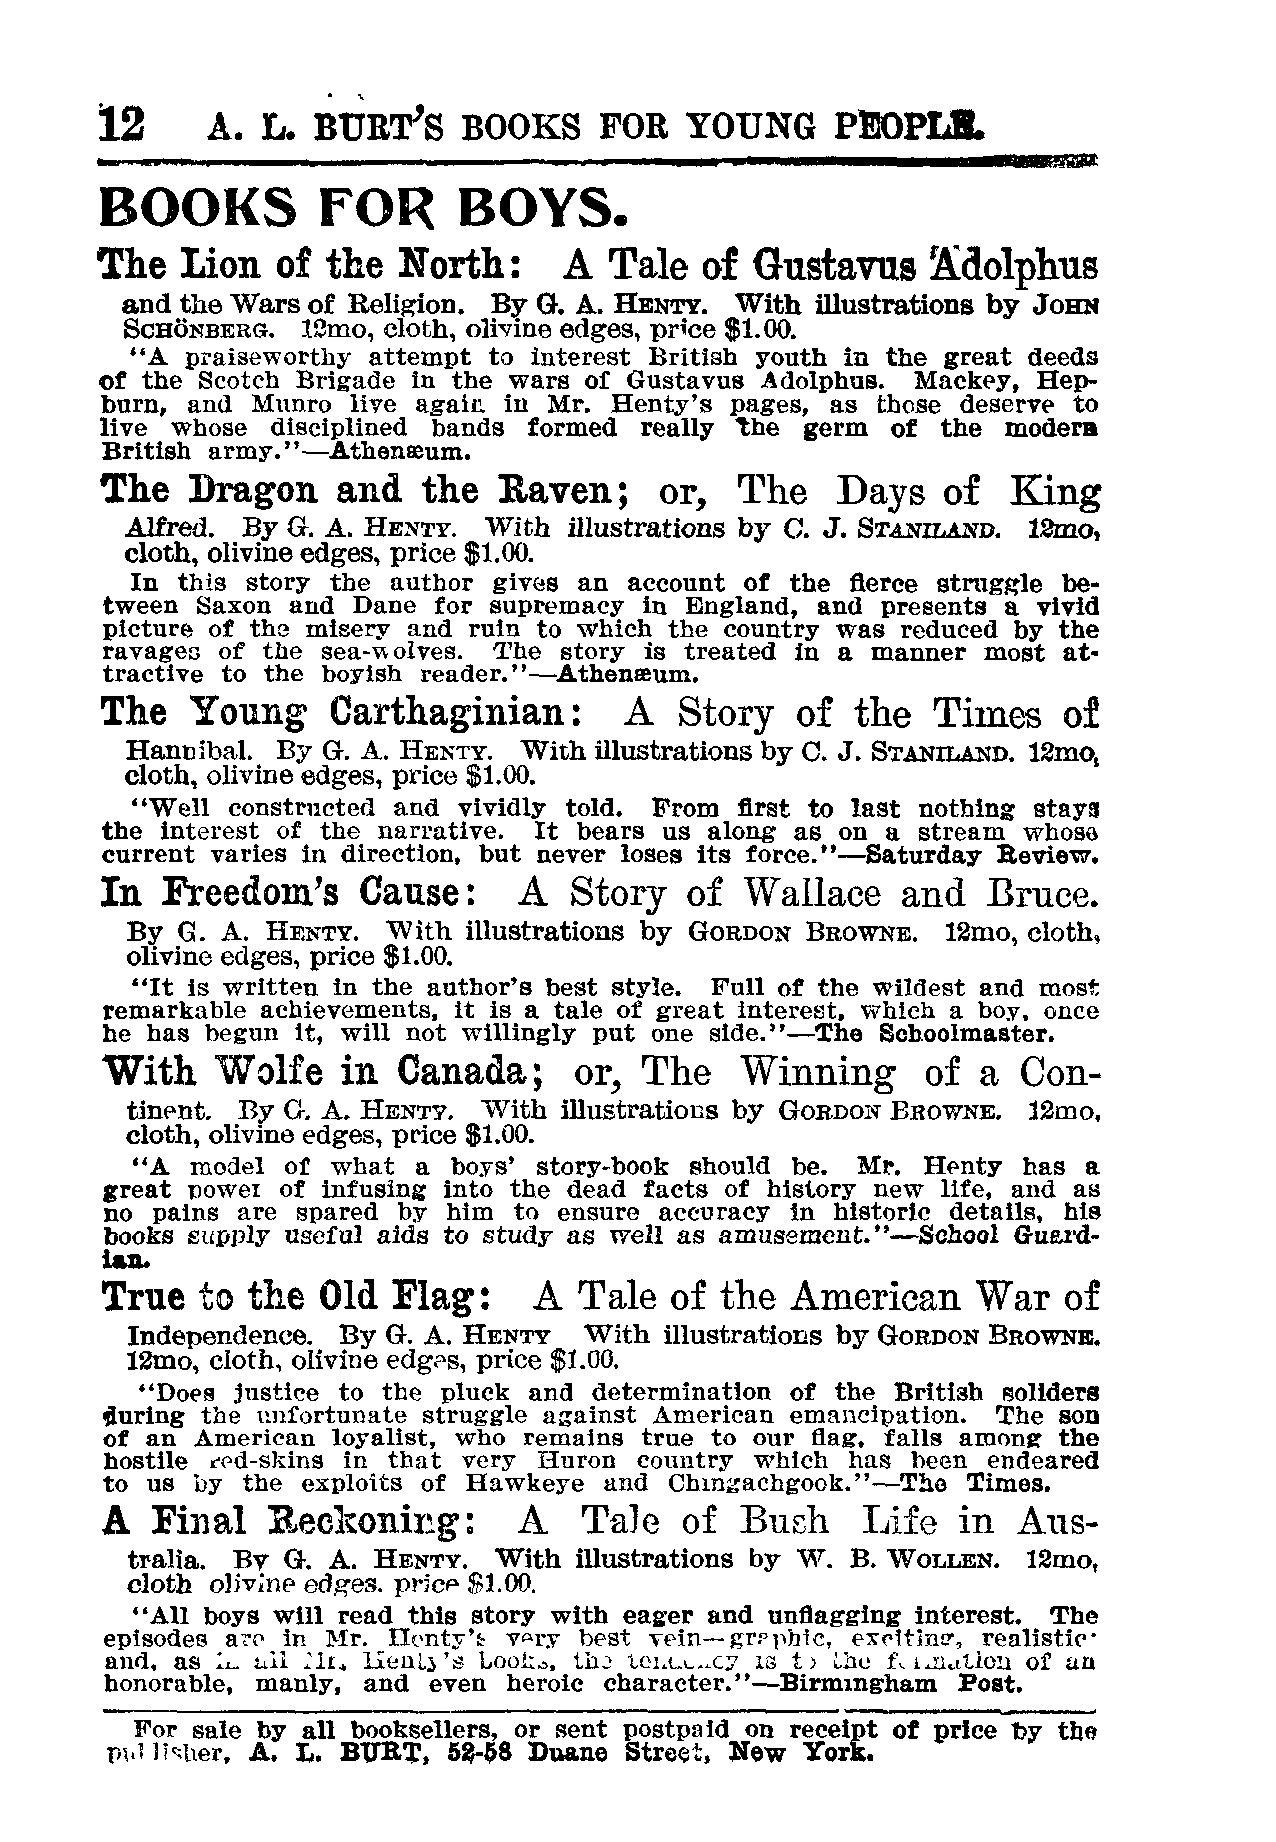 12 A. L. BURT'S BOOKS FOR YOUNG PEOPLE.
BOOKS FOR BOYS.
The Lion of the North: A Tale of Gustavus Adolphus
and the Wars of Religion. By G. A. HENTY. With illustrations by JOHN
SCHÖNBERG. 12mo, cloth, olivine edges, price $1.00.
"A praiseworthy attempt to interest British youth in the great deeds
of the Scotch Brigade in the wars of Gustavus Adolphus. Mackey, Hep-
burn, and Munro live again in Mr. Henty's pages, as those deserve to
live whose disciplined bands formed really the germ of the modern
British army."—Athenæum.
The Dragon and the Raven; or, The Days of King
Alfred. By G. A. HENTY. With illustrations by C. J. STANILAND. 12mo,
cloth, olivine edges, price $1.00.
In this story the author gives an account of the fierce struggle be-
tween Saxon and Dane for supremacy in England, and presents a vivid
picture of the misery and ruin to which the country was reduced by the
ravages of the sea-wolves. The story is treated in a manner most at-
tractive to the boyish reader."—Athenæum.
The Young Carthaginian: A Story of the Times of
Hannibal. By G. A. HENTY. With illustrations by C. J. STANILAND. 12mo,
cloth, olivine edges, price $1.00.
"Well constructed and vividly told. From first to last nothing stays
the interest of the narrative. It bears us along as on a stream whose
current varies in direction, but never loses its force."—Saturday Review.
In Freedom's Cause: A Story of Wallace and Bruce.
By G. A. HENTY. With illustrations by GORDON BROWNE. 12mo, cloth,
olivine edges, price $1.00.
"It is written in the author's best style. Full of the wildest and most
remarkable achievements, it is a tale of great interest, which a boy, once
he has begun it, will not willingly put one side."—The Schoolmaster.
With Wolfe in Canada; or, The Winning of a Con-
tinent. By G. A. HENTY. With illustrations by GORDON BROWNE. 12mo,
cloth, olivine edges, price $1.00.
"A model of what a boys' story-book should be. Mr. Henty has a
great power of infusing into the dead facts of history new life, and as
no pains are spared by him to ensure accuracy in historic details, his
books supply useful aids to study as well as amusement."—School Guard-
ian.
True to the Old Flag: A Tale of the American War of
Independence. By G. A. HENTY With illustrations by GORDON BROWNE.
12mo, cloth, olivine edges, price $1.00.
"Does justice to the pluck and determination of the British soliders
during the unfortunate struggle against American emancipation. The son
of an American loyalist, who remains true to our flag, falls among the
hostile red-skins in that very Huron country which has been endeared
to us by the exploits of Hawkeye and Chingachgook."—The Times.
A Final Reckoning: A Tale of Bush Life in Aus-
tralia. By G. A. HENTY. With illustrations by W. B. WOLLEN. 12mo,
cloth olivine edges. price $1.00.
"All boys will read this story with eager and unflagging interest. The
episodes are in Mr. Henty's very best vein—graphic, exciting, realistic;
and, as in all Mr. Henty's books, the tendency is to the formation of an
honorable, manly, and even heroic character."—Birmingham Post.
For sale by all booksellers, or sent postpaid on receipt of price by the
publisher, A. L. BURT, 52-58 Duane Street, New York.